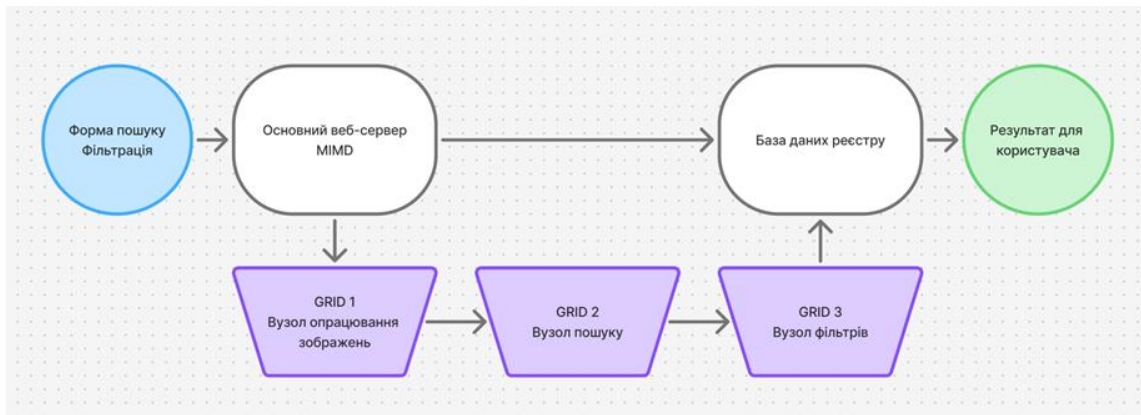 Форма пошуку
Фільтрація
Основний веб-сервер
MIMD
База даних реєстру
Результат для
користувача
GRID 1
Вузол опрацювання
зображень
GRID 2
Вузол пошуку
GRID 3
Вузол фільтрів